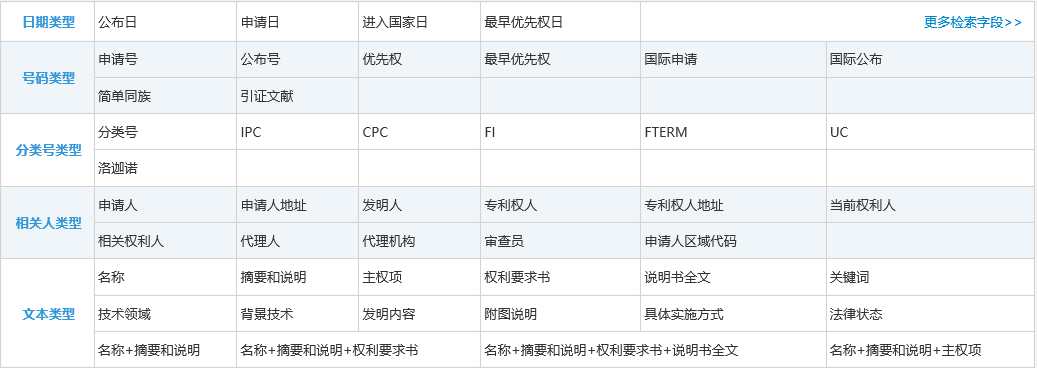 日期类型 公布日 申请日 进入国家日 最早优先权日 更多检索字段>>
号码类型 申请号 公布号 优先权 最早优先权 国际申请 国际公布
简单同族 引证文献
分类号类型 分类号 IPC CPC FI FTERM UC
洛迦诺
相关人类型 申请人 申请人地址 发明人 专利权人 专利权人地址 当前权利人
相关权利人 代理人 代理机构 审查员 申请人区域代码
文本类型 名称 摘要和说明 主权项 权利要求书 说明书全文 关键词
技术领域 背景技术 发明内容 附图说明 具体实施方式 法律状态
名称+摘要和说明 名称+摘要和说明+权利要求书 名称+摘要和说明+权利要求书+说明书全文 名称+摘要和说明+主权项